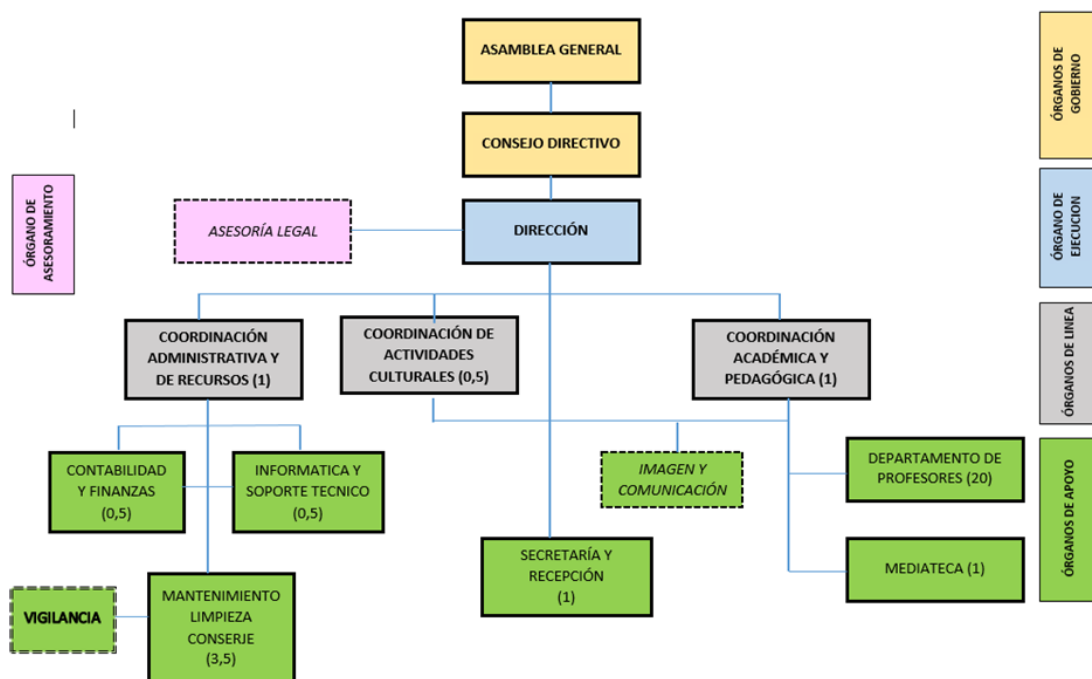 ASAMBLEA GENERAL
ÓRGANOS DE
GOBIERNO
CONSEJO DIRECTIVO
ÓRGANO DE
ASESORAMIENTO
ASESORÍA LEGAL
DIRECCIÓN
ÓRGANO DE
EJECUCION
COORDINACIÓN
ADMINISTRATIVA Y
DE RECURSOS (1)
COORDINACIÓN DE
ACTIVIDADES
CULTURALES (0,5)
COORDINACIÓN
ACADÉMICA Y
PEDAGÓGICA (1)
ÓRGANOS DE LINEA
CONTABILIDAD
Y FINANZAS
(0,5)
INFORMATICA Y
SOPORTE TECNICO
(0,5)
IMAGEN Y
COMUNICACIÓN
DEPARTAMENTO DE
PROFESORES (20)
ÓRGANOS DE APOYO
SECRETARÍA Y
RECEPCIÓN
(1)
MEDIATECA (1)
VIGILANCIA
MANTENIMIENTO
LIMPIEZA
CONSERJE
(3,5)